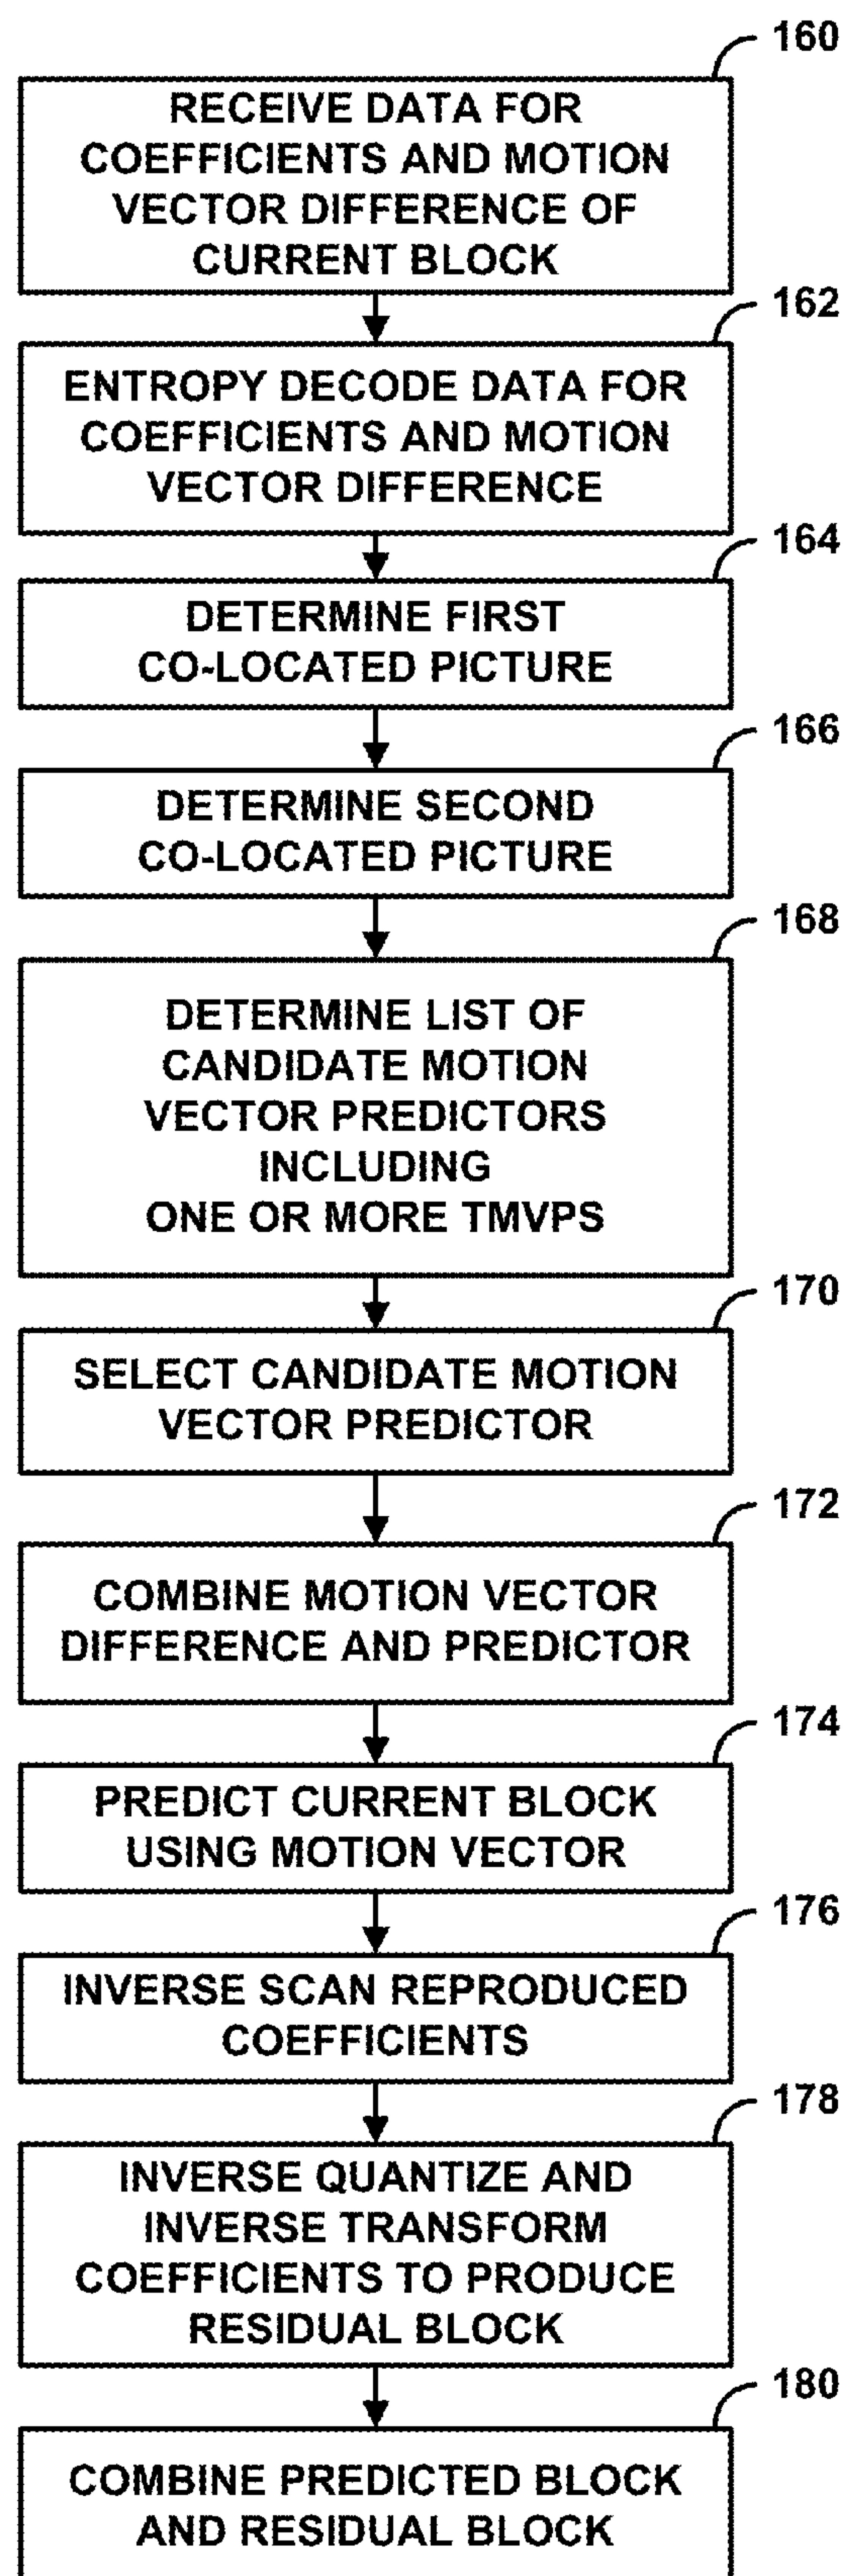 160
RECEIVE DATA FOR
COEFFICIENTS AND MOTION
VECTOR DIFFERENCE OF
CURRENT BLOCK
162
ENTROPY DECODE DATA FOR
COEFFICIENTS AND MOTION
VECTOR DIFFERENCE
164
DETERMINE FIRST
CO-LOCATED PICTURE
166
DETERMINE SECOND
CO-LOCATED PICTURE
168
DETERMINE LIST OF
CANDIDATE MOTION
VECTOR PREDICTORS
INCLUDING
ONE OR MORE TMVPS
170
SELECT CANDIDATE MOTION
VECTOR PREDICTOR
172
COMBINE MOTION VECTOR
DIFFERENCE AND PREDICTOR
174
PREDICT CURRENT BLOCK
USING MOTION VECTOR
176
INVERSE SCAN REPRODUCED
COEFFICIENTS
178
INVERSE QUANTIZE AND
INVERSE TRANSFORM
COEFFICIENTS TO PRODUCE
RESIDUAL BLOCK
180
COMBINE PREDICTED BLOCK
AND RESIDUAL BLOCK